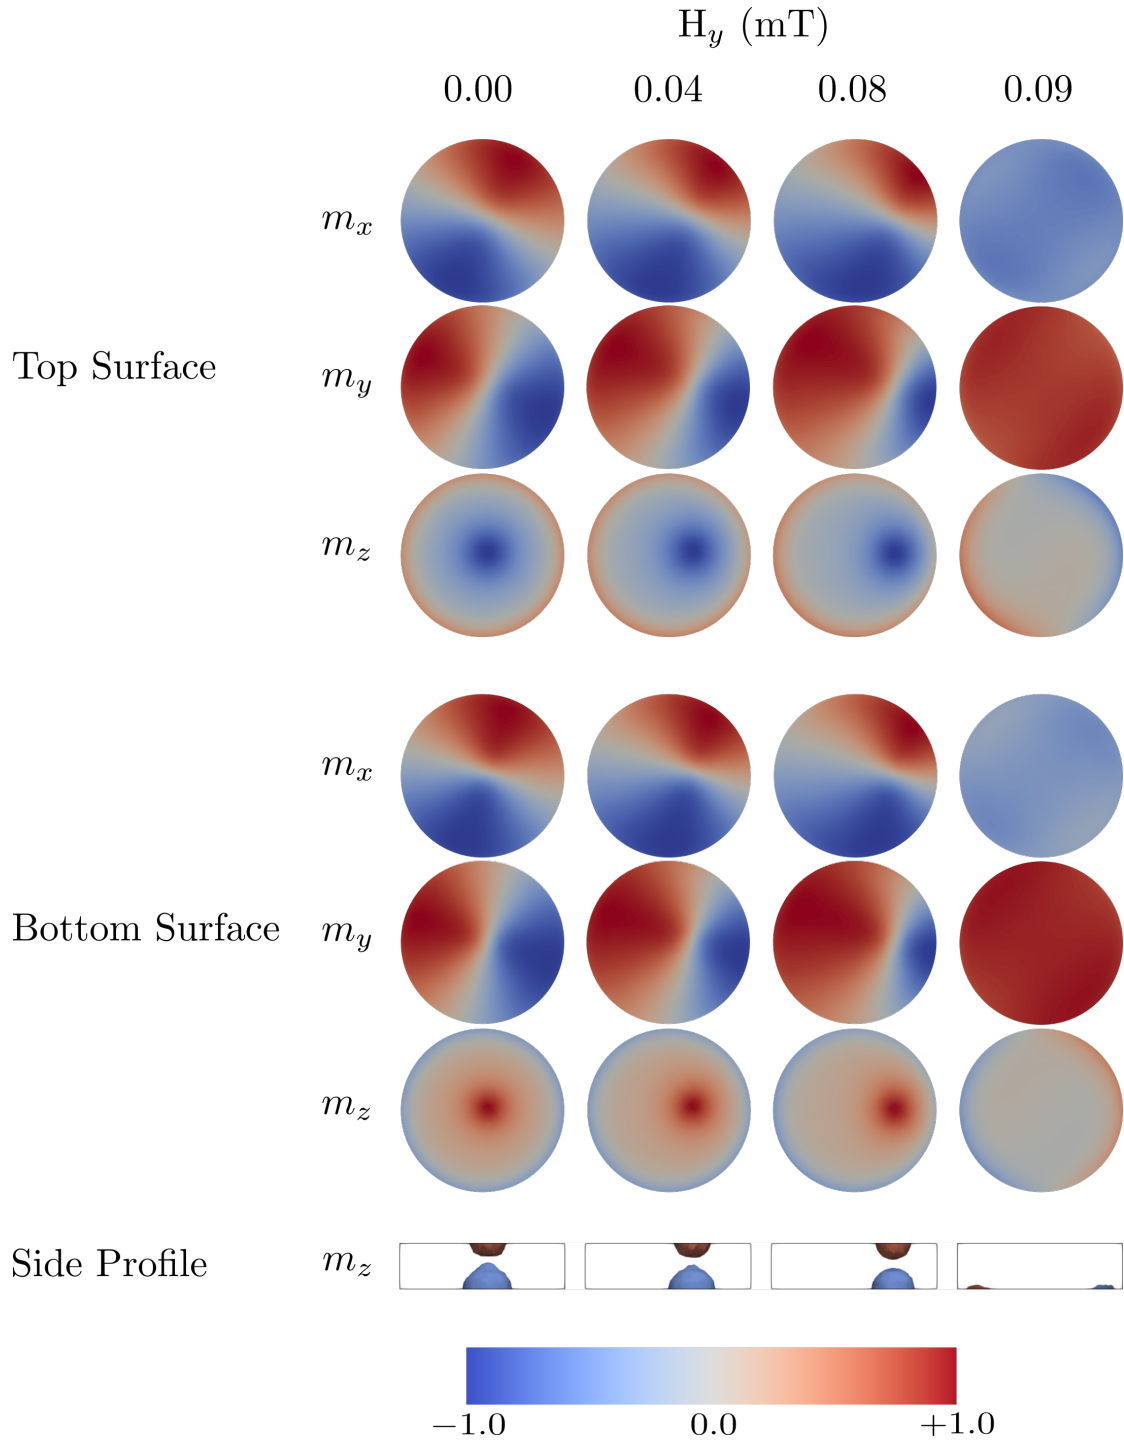 H_y (mT)
0.00 0.04 0.08 0.09
m_x
Top Surface m_y
m_z
m_x
Bottom Surface m_y
m_z
Side Profile m_z
−1.0 0.0 +1.0